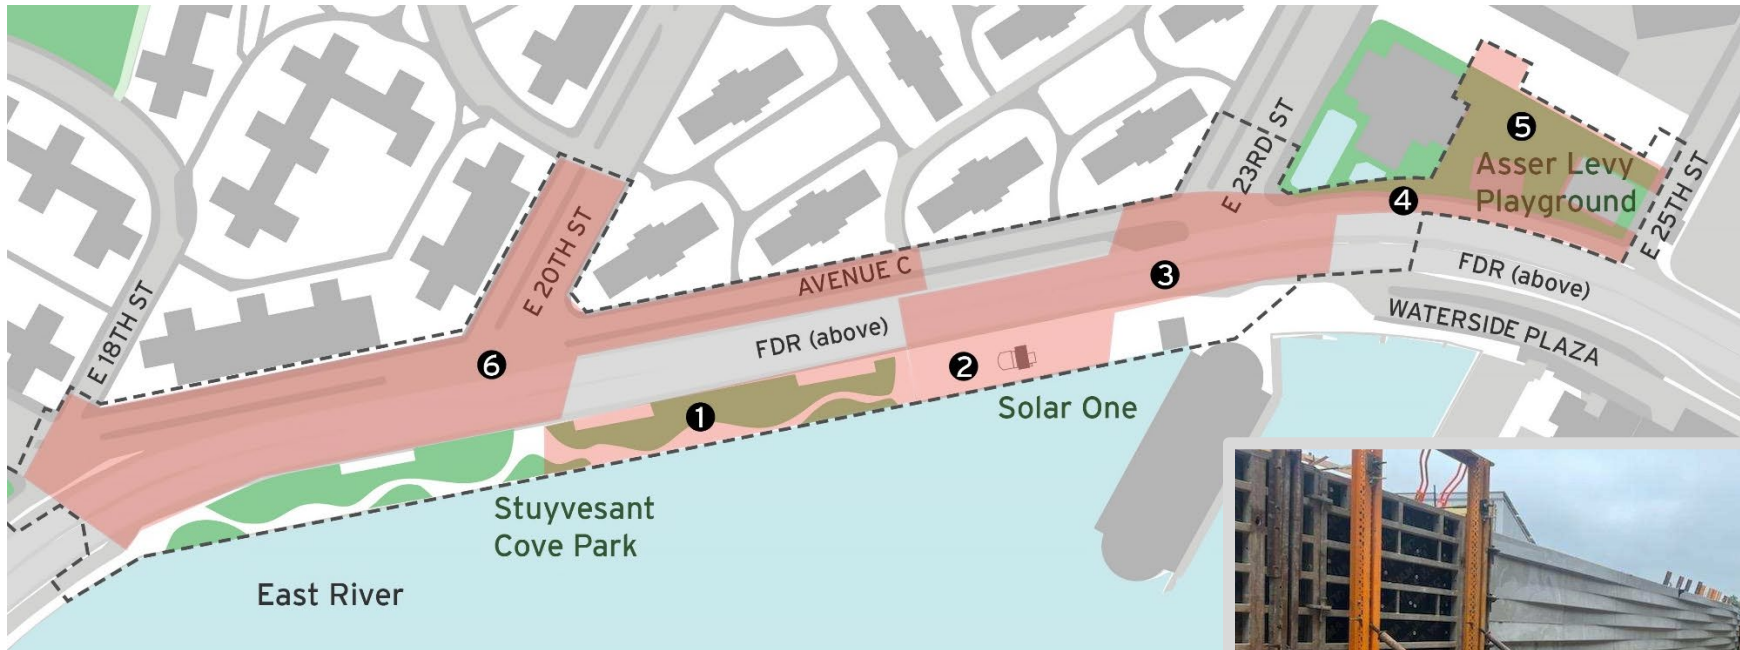 E 18TH ST
E 20TH ST
AVENUE C
FDR (above)
E 23RD ST
5
Asser Levy
Playground
4
E 25TH ST
FDR (above)
WATERSIDE PLAZA
3
6
2
1
Solar One
Stuyvesant
Cove Park
East River